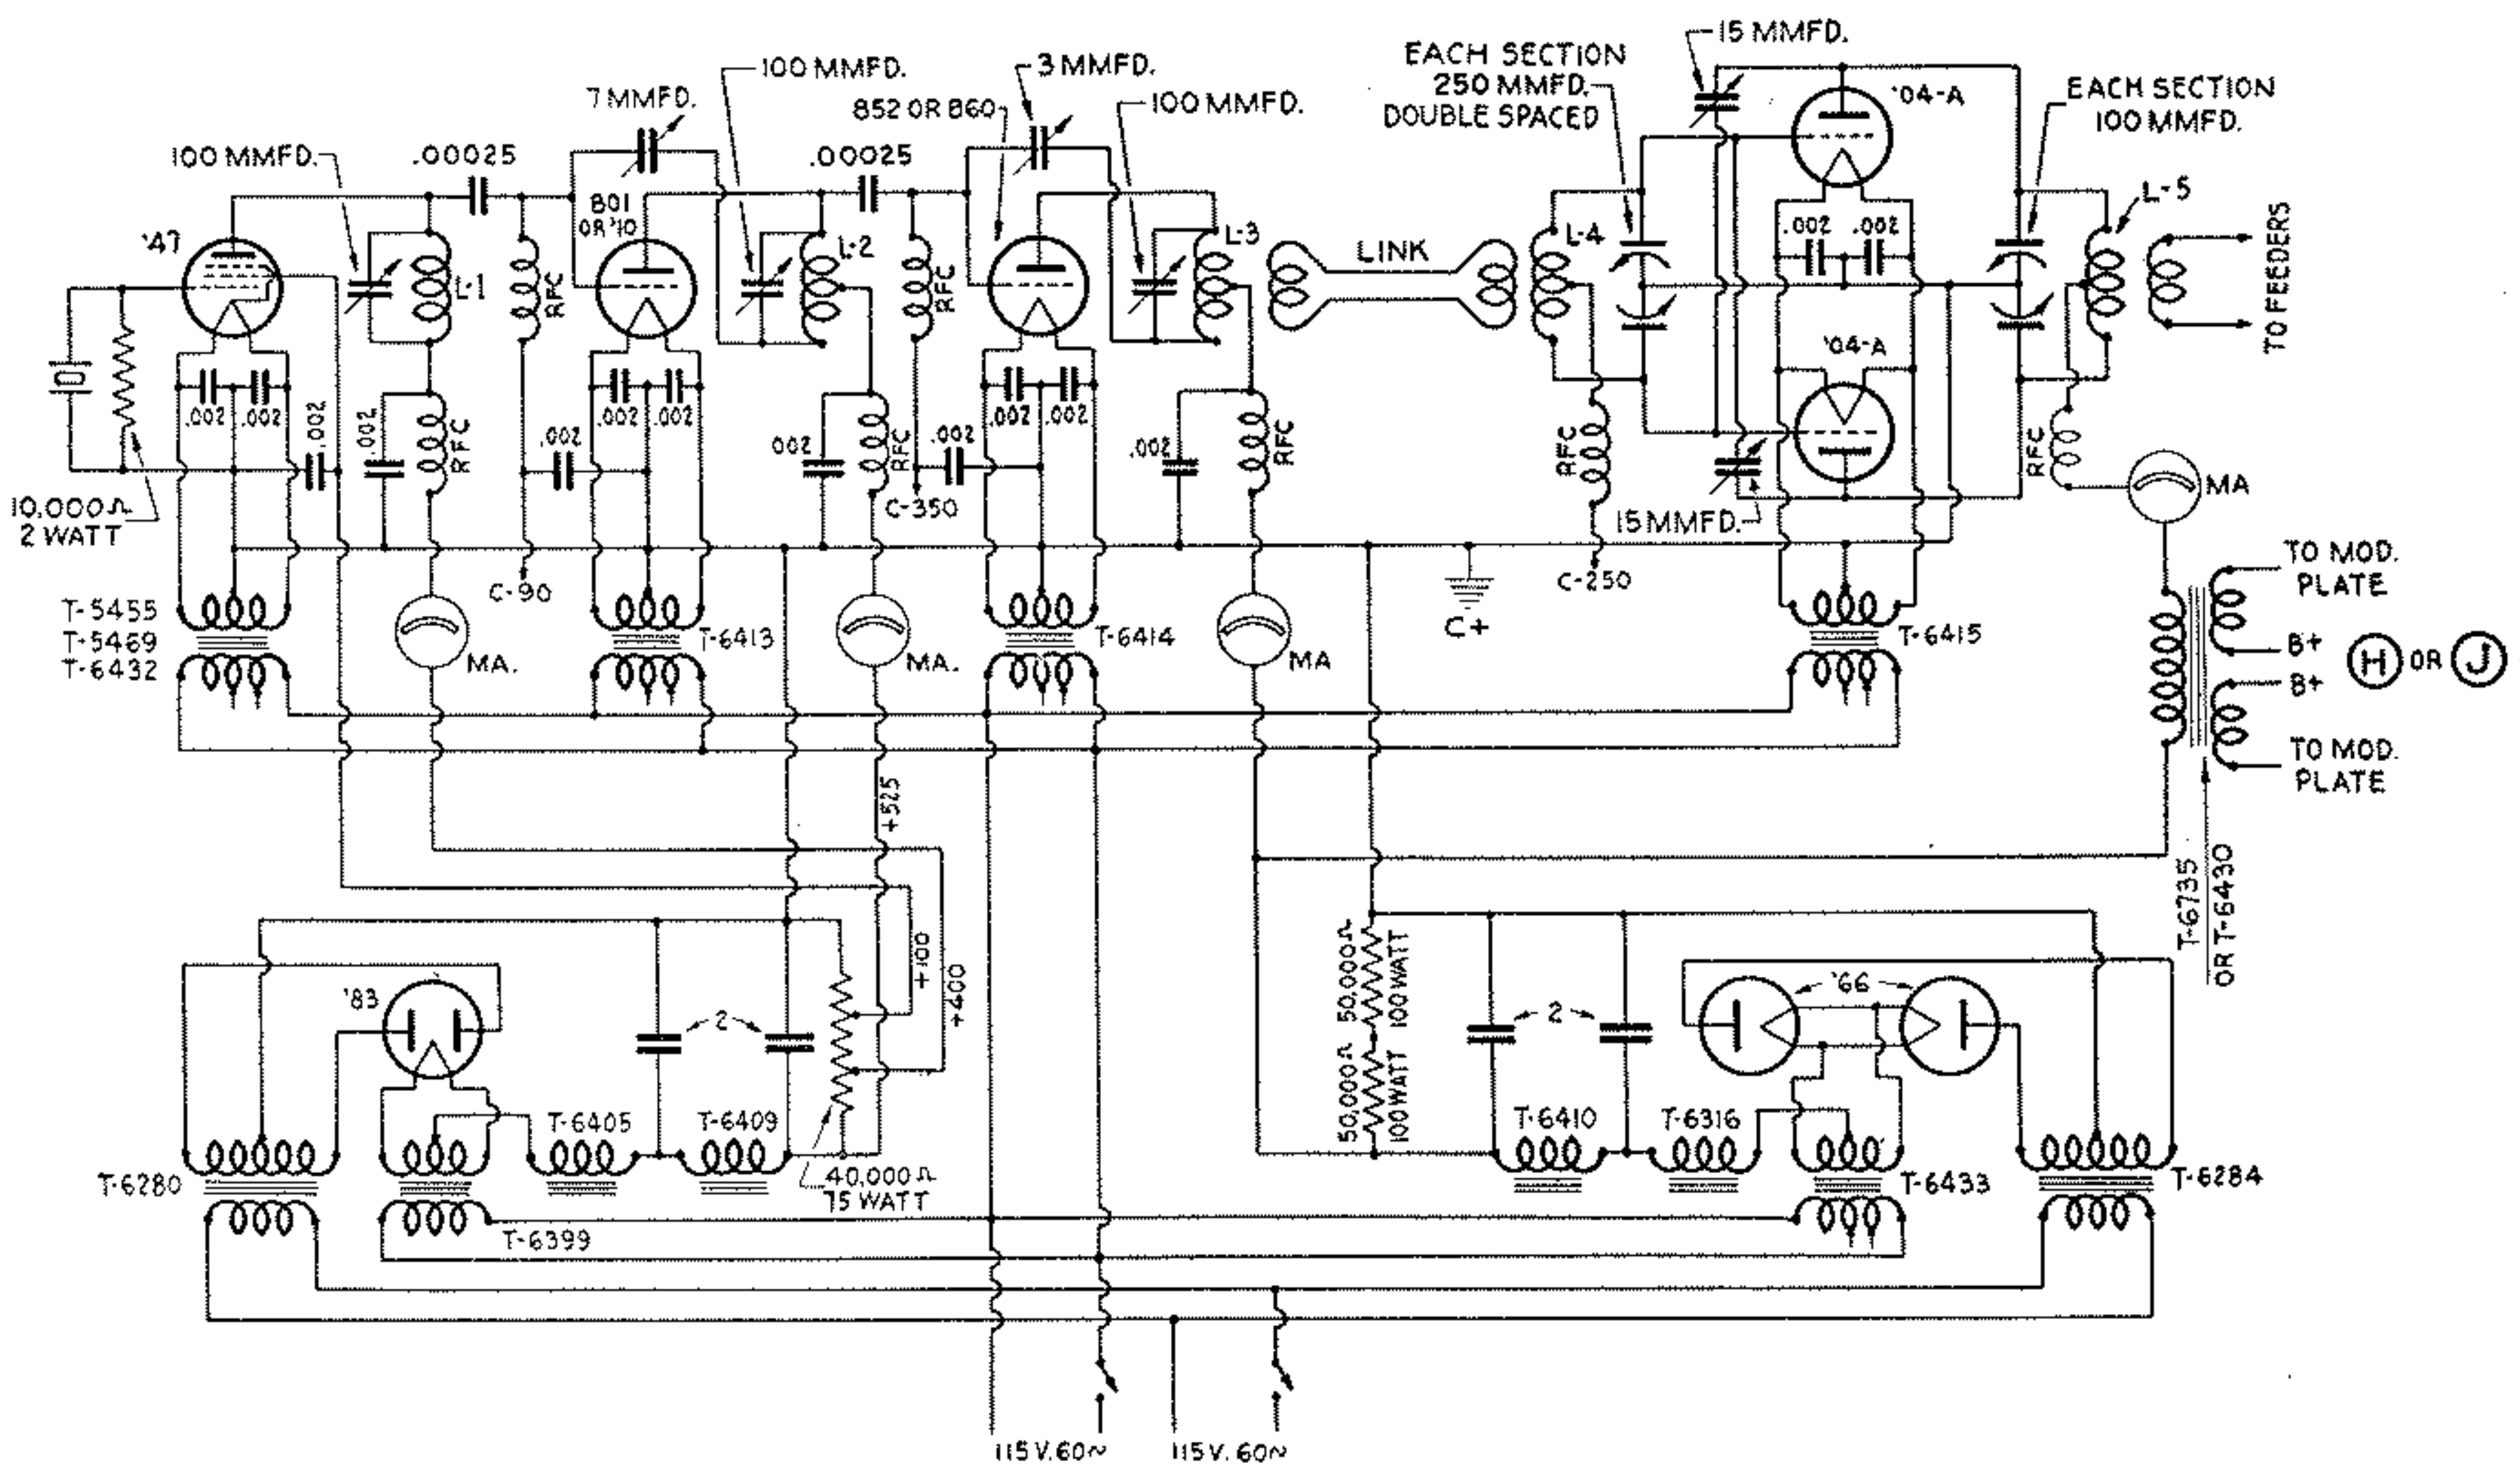 15 MMFD.
EACH SECTION
250 MMFD.
DOUBLE SPACED
3 MMFD.
100 MMFD.
'04-A
EACH SECTION
100 MMFD.
7 MMFD.
852 OR 860
100 MMFD.
100 MMFD.
.00025
.00025
801
OR '10
L-5
'47
L-1
RFC
L-2
RFC
L-3
LINK
L-4
.002
.002
TO FEEDERS
'04-A
.002
.002
.002
.002
RFC
.002
.002
.002
.002
RFC
.002
.002
.002
.002
RFC
RFC
RFC
MA
10,000Ω
2 WATT
C-350
15 MMFD.
C-90
C+
C-250
TO MOD.
PLATE
T-5455
T-5469
T-6432
MA.
T-6413
MA.
T-6414
MA
T-6415
B+
B+
H OR J
TO MOD.
PLATE
+525
T-6735
OR T-6430
+100
+400
'83
2
50,000Ω
100 WATT
50,000Ω
100 WATT
2
'66
T-6405
T-6409
T-6410
T-6316
T-6280
40,000Ω
75 WATT
T-6433
T-6284
T-6399
115 V. 60~
115 V. 60~